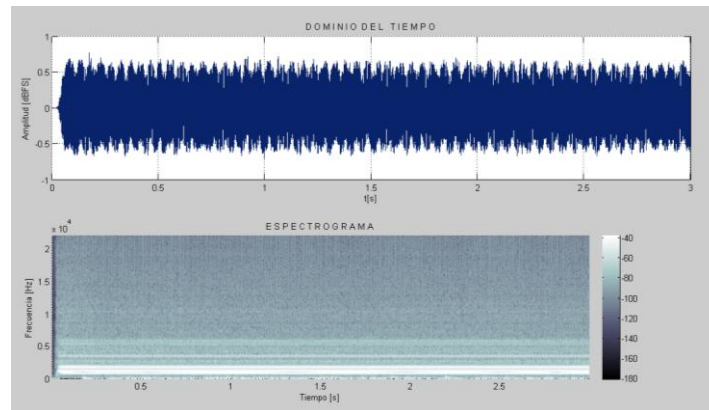 DOMINIO DEL TIEMPO
1
0.5
0
-0.5
-1
Amplitud [dBFS]
0 0.5 1 1.5 2 2.5 3
t[s]
ESPECTROGRAMA
x 10^4
2
1.5
1
0.5
0
Frecuencia [Hz]
0.5 1 1.5 2 2.5
Tiempo [s]
-40
-60
-80
-100
-120
-140
-160
-180